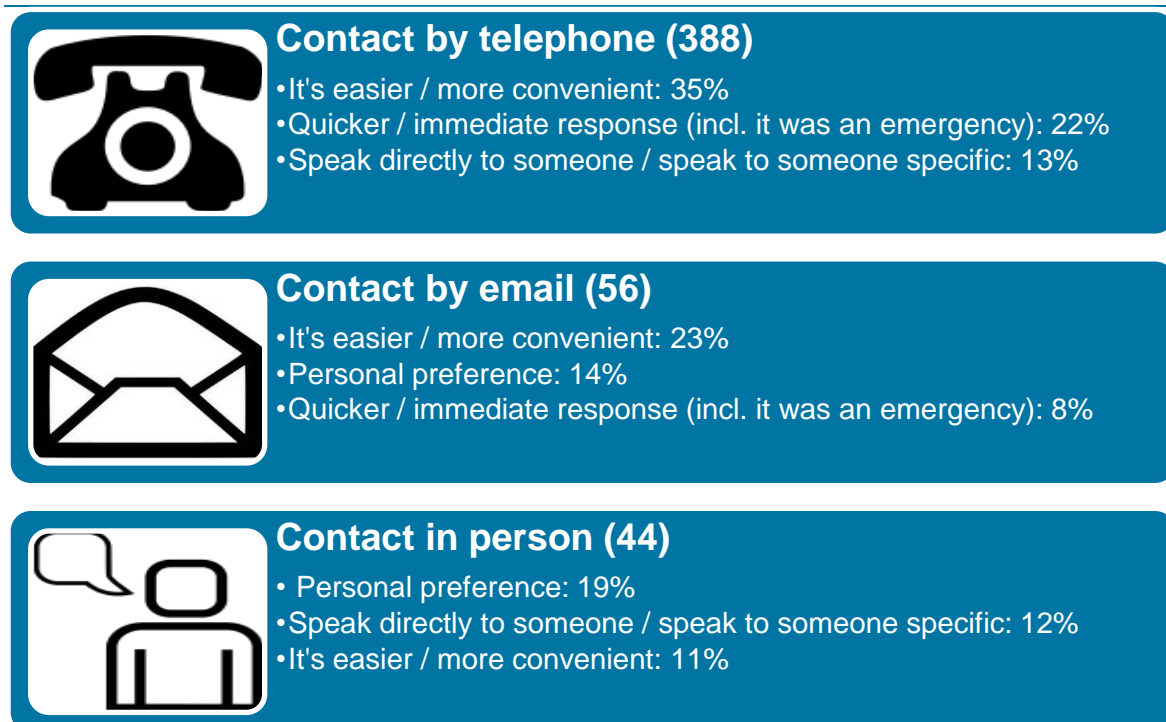 Contact by telephone (388)
•It's easier / more convenient: 35%
•Quicker / immediate response (incl. it was an emergency): 22%
•Speak directly to someone / speak to someone specific: 13%
Contact by email (56)
•It's easier / more convenient: 23%
•Personal preference: 14%
•Quicker / immediate response (incl. it was an emergency): 8%
Contact in person (44)
• Personal preference: 19%
•Speak directly to someone / speak to someone specific: 12%
•It's easier / more convenient: 11%